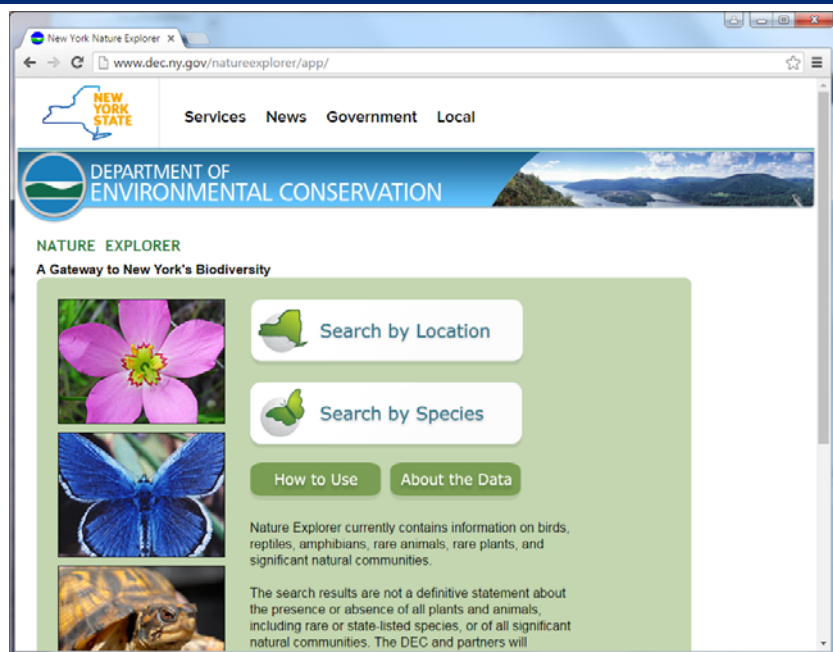 New York Nature Explorer
www.dec.ny.gov/natureexplorer/app/
NEW
YORK
STATE
Services News Government Local
DEPARTMENT OF
ENVIRONMENTAL CONSERVATION
NATURE EXPLORER
A Gateway to New York's Biodiversity
Search by Location
Search by Species
How to Use About the Data
Nature Explorer currently contains information on birds,
reptiles, amphibians, rare animals, rare plants, and
significant natural communities.
The search results are not a definitive statement about
the presence or absence of all plants and animals,
including rare or state-listed species, or of all significant
natural communities. The DEC and partners will